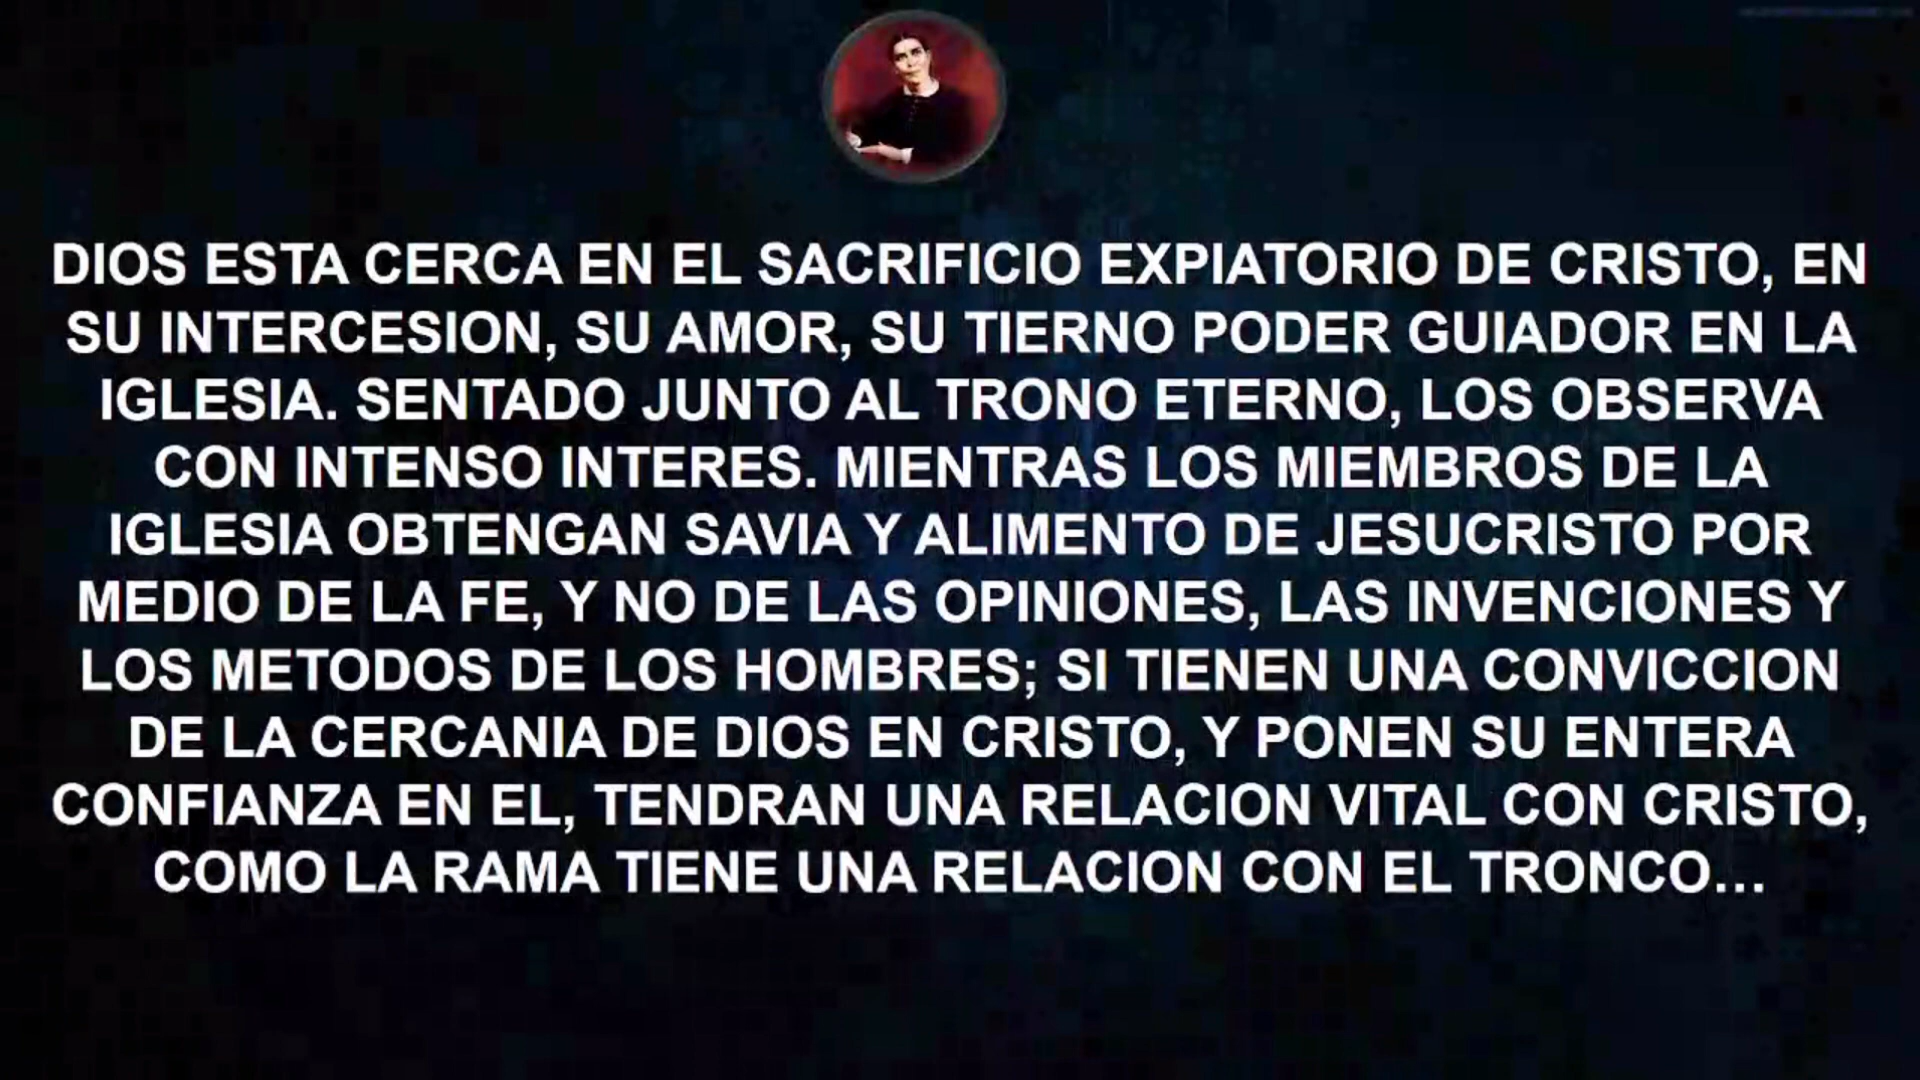 DIOS ESTA CERCA EN EL SACRIFICIO EXPIATORIO DE CRISTO, EN
SU INTERCESION, SU AMOR, SU TIERNO PODER GUIADOR EN LA
IGLESIA. SENTADO JUNTO AL TRONO ETERNO, LOS OBSERVA
CON INTENSO INTERES. MIENTRAS LOS MIEMBROS DE LA
IGLESIA OBTENGAN SAVIA Y ALIMENTO DE JESUCRISTO POR
MEDIO DE LA FE, Y NO DE LAS OPINIONES, LAS INVENCIONES Y
LOS METODOS DE LOS HOMBRES; SI TIENEN UNA CONVICCION
DE LA CERCANIA DE DIOS EN CRISTO, Y PONEN SU ENTERA
CONFIANZA EN EL, TENDRAN UNA RELACION VITAL CON CRISTO,
COMO LA RAMA TIENE UNA RELACION CON EL TRONCO...